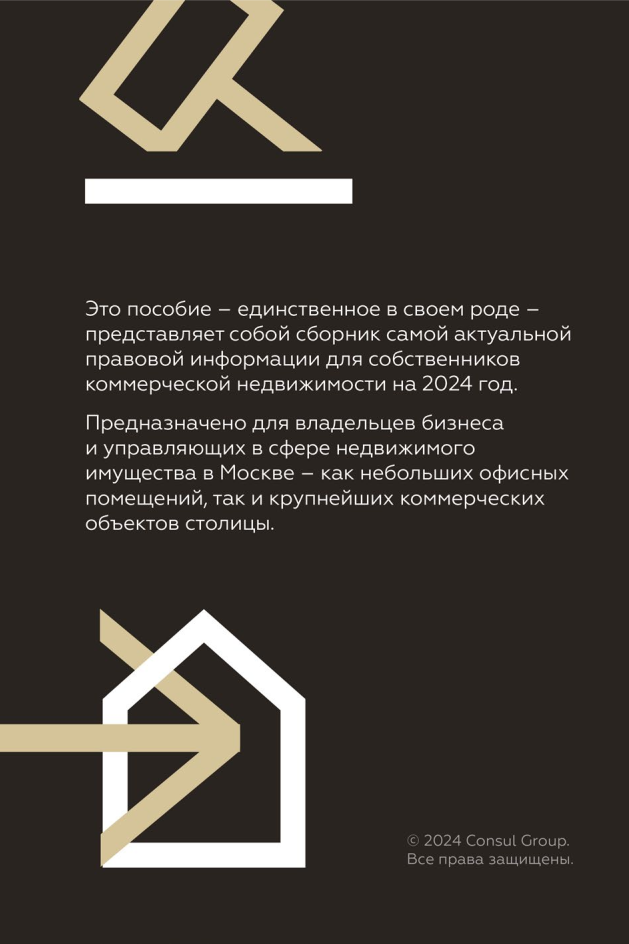 Это пособие – единственное в своем роде –
представляет собой сборник самой актуальной
правовой информации для собственников
коммерческой недвижимости на 2024 год.
Предназначено для владельцев бизнеса
и управляющих в сфере недвижимого
имущества в Москве – как небольших офисных
помещений, так и крупнейших коммерческих
объектов столицы.
© 2024 Consul Group.
Все права защищены.